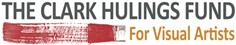 THE CLARK HULINGS FUND
For Visual Artists